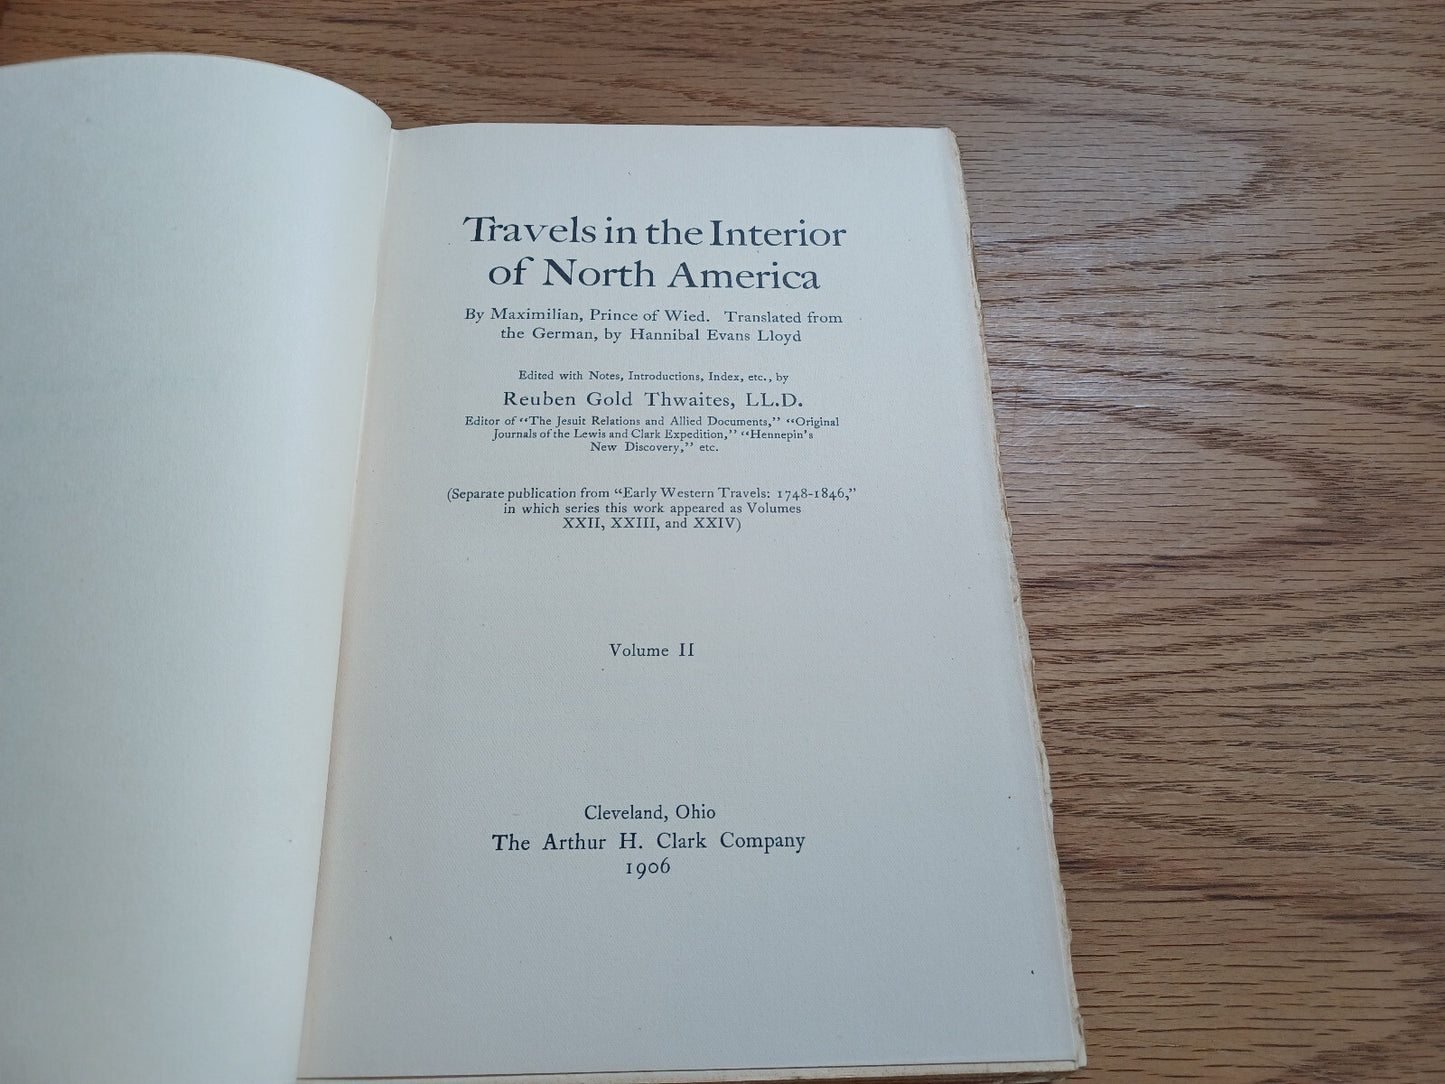 Travels in the Interior
of North America
By Maximilian, Prince of Wied. Translated from
the German, by Hannibal Evans Lloyd
Edited with Notes, Introductions, Index, etc., by
Reuben Gold Thwaites, LL.D.
Editor of "The Jesuit Relations and Allied Documents," "Original
Journals of the Lewis and Clark Expedition," "Hennepin's
New Discovery," etc.
(Separate publication from "Early Western Travels: 1748-1846,"
in which series this work appeared as Volumes
XXII, XXIII, and XXIV)
Volume II
Cleveland, Ohio
The Arthur H. Clark Company
1906